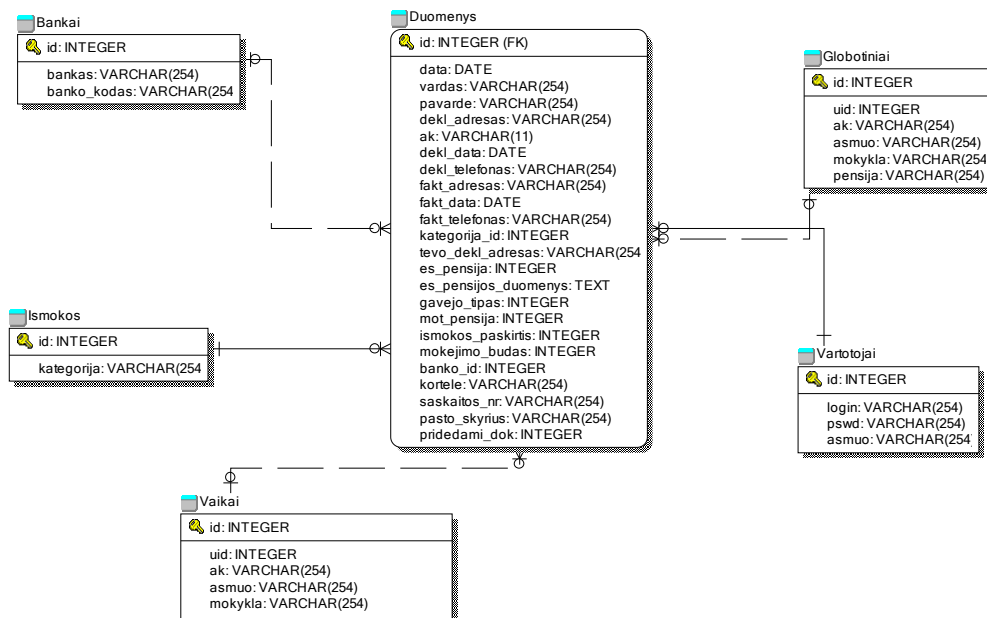 Bankai
id: INTEGER
bankas: VARCHAR(254)
banko_kodas: VARCHAR(254
Duomenys
id: INTEGER (FK)
data: DATE
vardas: VARCHAR(254)
pavarde: VARCHAR(254)
dekl_adresas: VARCHAR(254)
ak: VARCHAR(11)
dekl_data: DATE
dekl_telefonas: VARCHAR(254)
fakt_adresas: VARCHAR(254)
fakt_data: DATE
fakt_telefonas: VARCHAR(254)
kategorija_id: INTEGER
tevo_dekl_adresas: VARCHAR(254
es_pensija: INTEGER
es_pensijos_duomenys: TEXT
gavejo_tipas: INTEGER
mot_pensija: INTEGER
ismokos_paskirtis: INTEGER
mokejimo_budas: INTEGER
banko_id: INTEGER
kortele: VARCHAR(254)
saskaitos_nr: VARCHAR(254)
pasto_skyrius: VARCHAR(254)
pridedami_dok: INTEGER
Globotiniai
id: INTEGER
uid: INTEGER
ak: VARCHAR(254)
asmuo: VARCHAR(254)
mokykla: VARCHAR(254
pensija: VARCHAR(254)
Ismokos
id: INTEGER
kategorija: VARCHAR(254
Vartotojai
id: INTEGER
login: VARCHAR(254)
pswd: VARCHAR(254)
asmuo: VARCHAR(254)
Vaikai
id: INTEGER
uid: INTEGER
ak: VARCHAR(254)
asmuo: VARCHAR(254)
mokykla: VARCHAR(254)